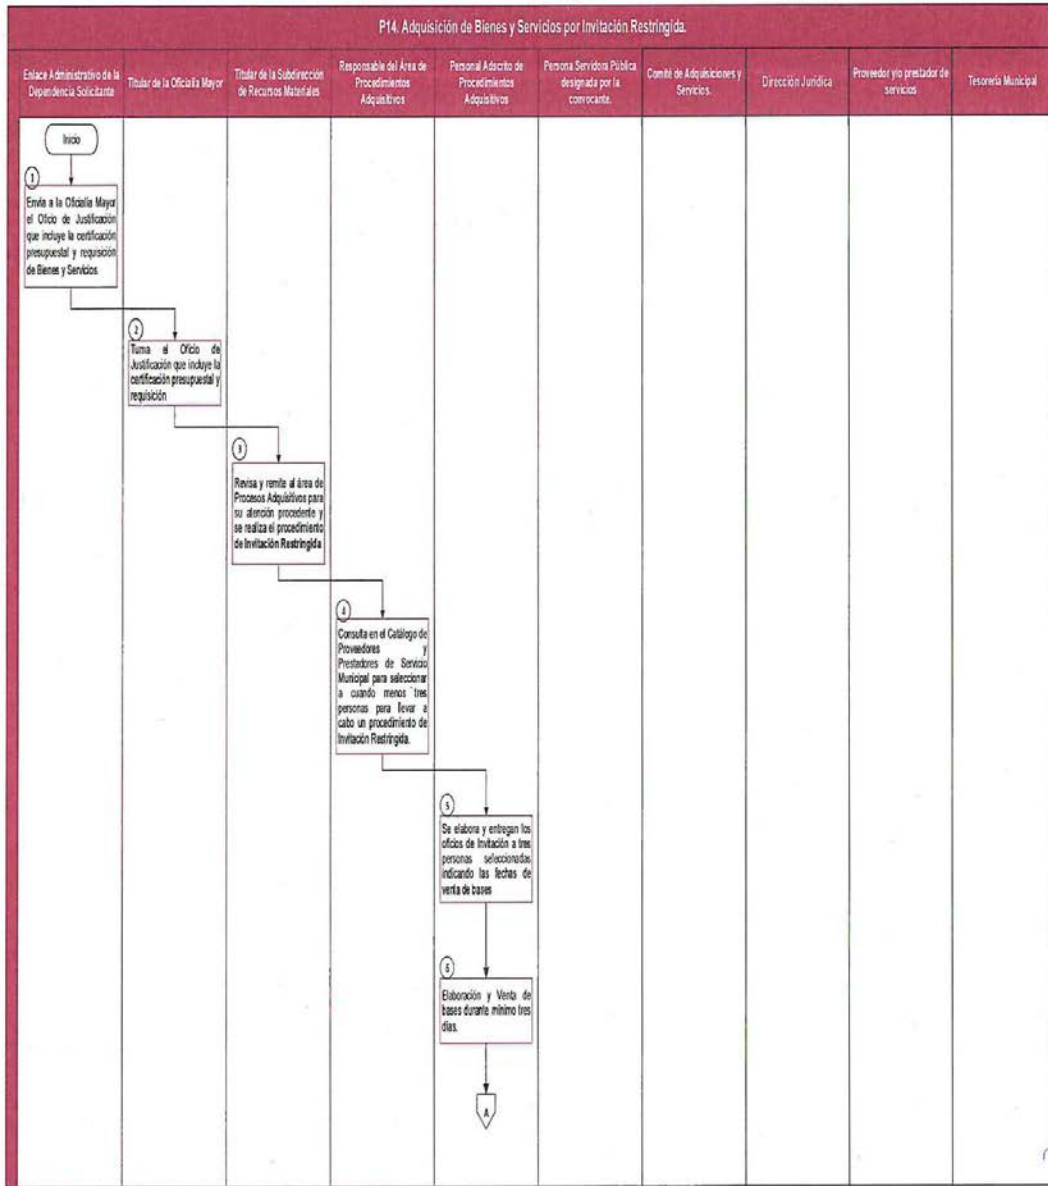 P14. Adquisición de Bienes y Servicios por Invitación Restringida.
Enlace Administrativo de la
Dependencia Solicitante
Titular de la Oficialía Mayor
Titular de la Subdirección
de Recursos Materiales
Responsable del Área de
Procedimientos
Adquisitivos
Personal Adscrito de
Procedimientos
Adquisitivos
Persona Servidora Pública
designada por la
convocante.
Comité de Adquisiciones y
Servicios.
Dirección Jurídica
Proveedor y/o prestador de
servicios
Tesorería Municipal
Inicio
1
Envía a la Oficialía Mayor
el Oficio de Justificación
que incluye la certificación
presupuestal y requisición
de Bienes y Servicios.
2
Turna el Oficio de
Justificación que incluye la
certificación presupuestal y
requisición
3
Revisa y remite al área de
Procesos Adquisitivos para
su atención procedente y
se realiza el procedimiento
de Invitación Restringida
4
Consulta en el Catálogo de
Proveedores y
Prestadores de Servicio
Municipal para seleccionar
a cuando menos tres
personas para llevar a
cabo un procedimiento de
Invitación Restringida.
5
Se elabora y entregan los
oficios de Invitación a tres
personas seleccionadas
indicando las fechas de
venta de bases
6
Elaboración y Venta de
bases durante mínimo tres
días.
A